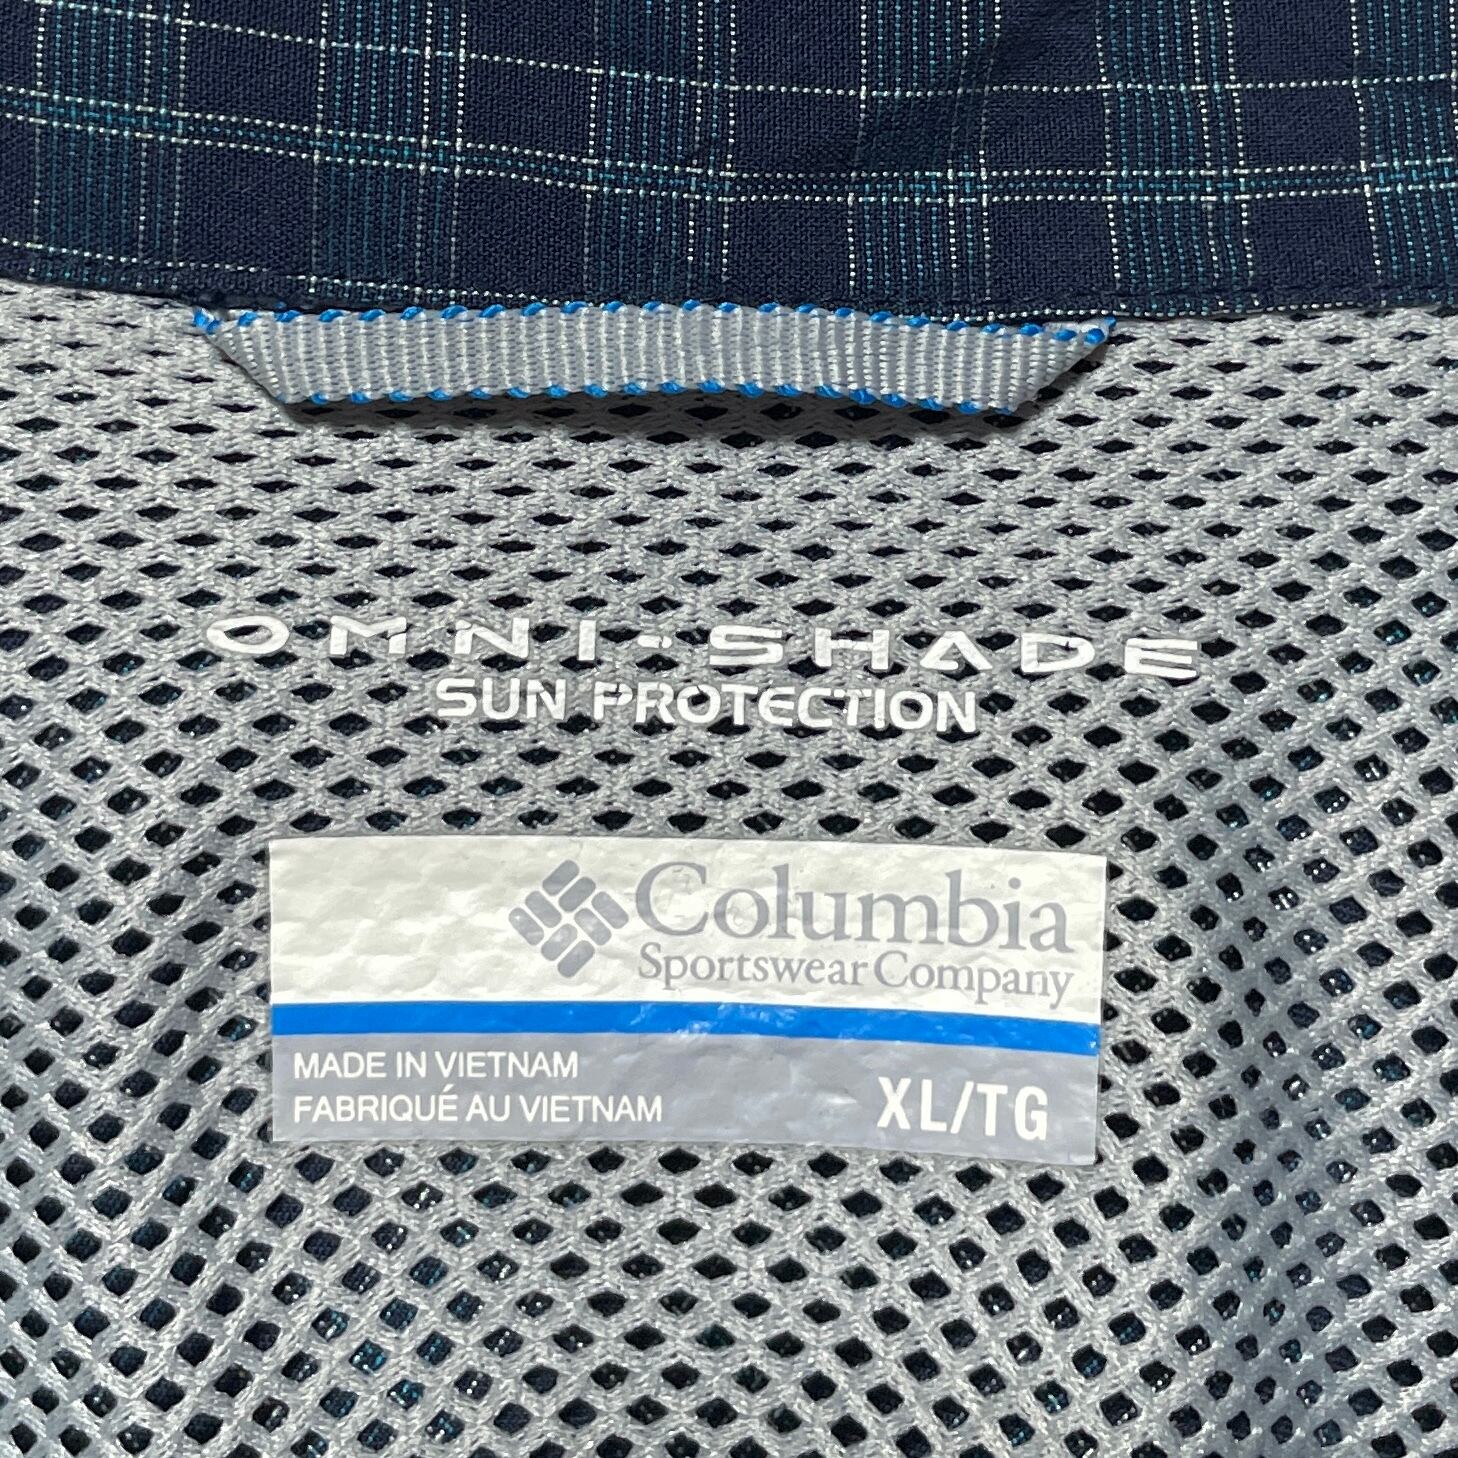 OMNI-SHADE
SUN PROTECTION
Columbia
Sportswear Company
MADE IN VIETNAM
FABRIQUÉ AU VIETNAM
XL/TG